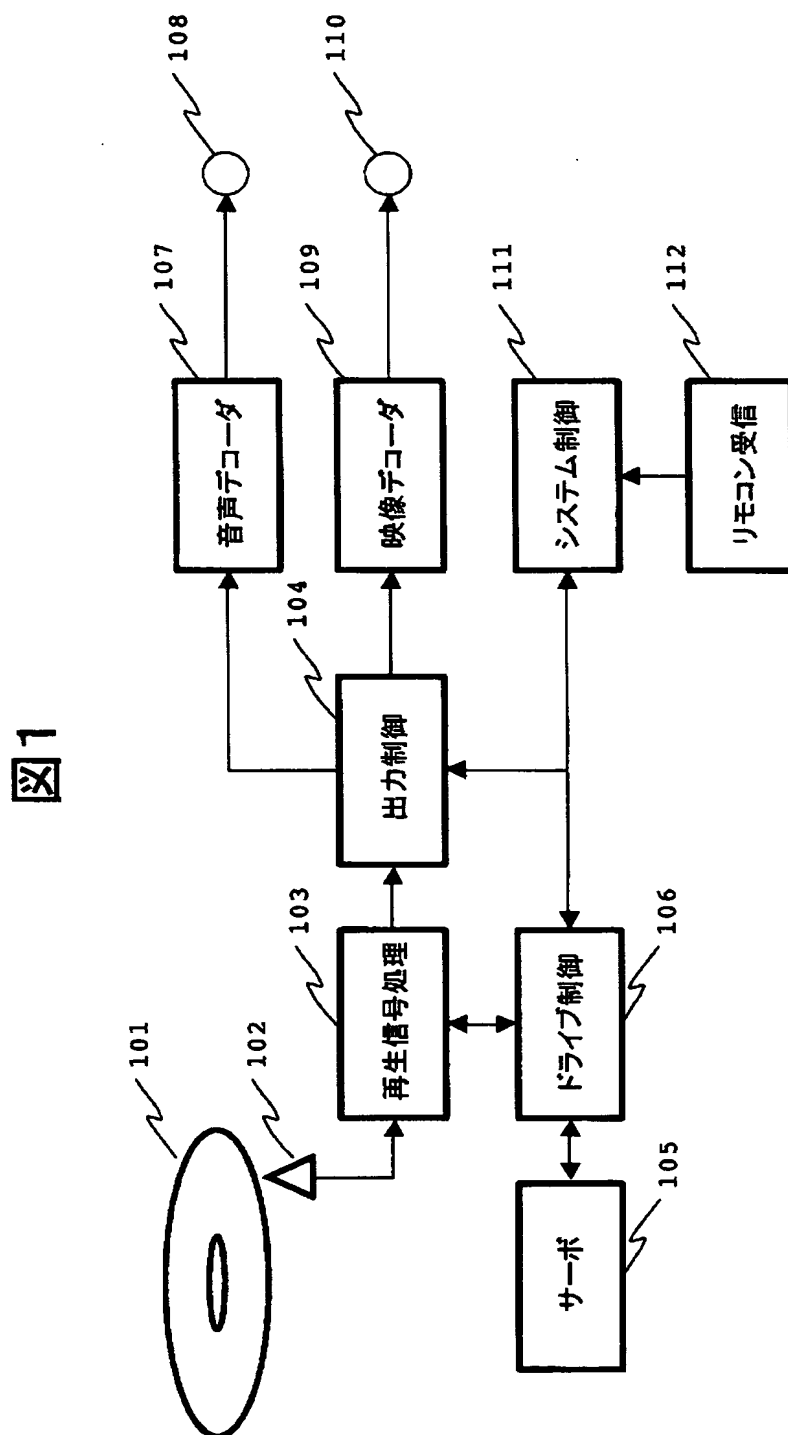 図1
101
102
103
再生信号処理
104
出力制御
105
サーボ
106
ドライブ制御
107
音声デコーダ
108
109
映像デコーダ
110
111
システム制御
112
リモコン受信